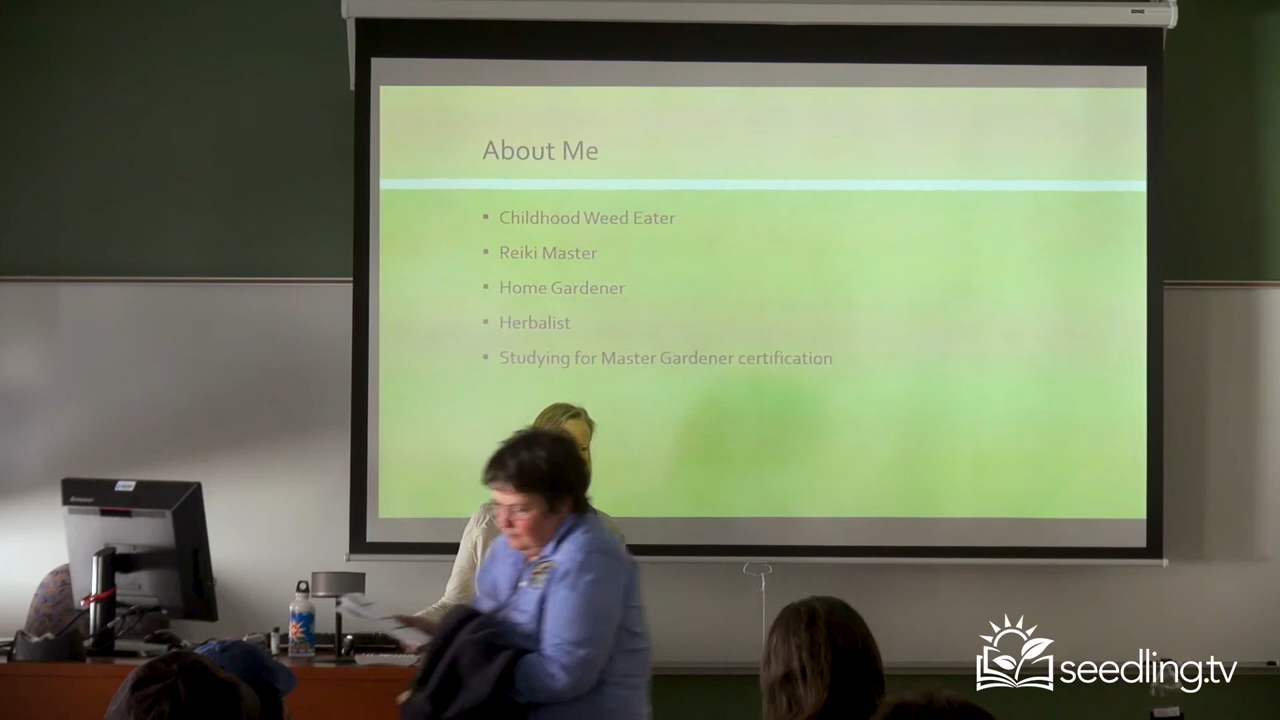 About Me
▪ Childhood Weed Eater
▪ Reiki Master
▪ Home Gardener
▪ Herbalist
▪ Studying for Master Gardener certification
seedling.tv